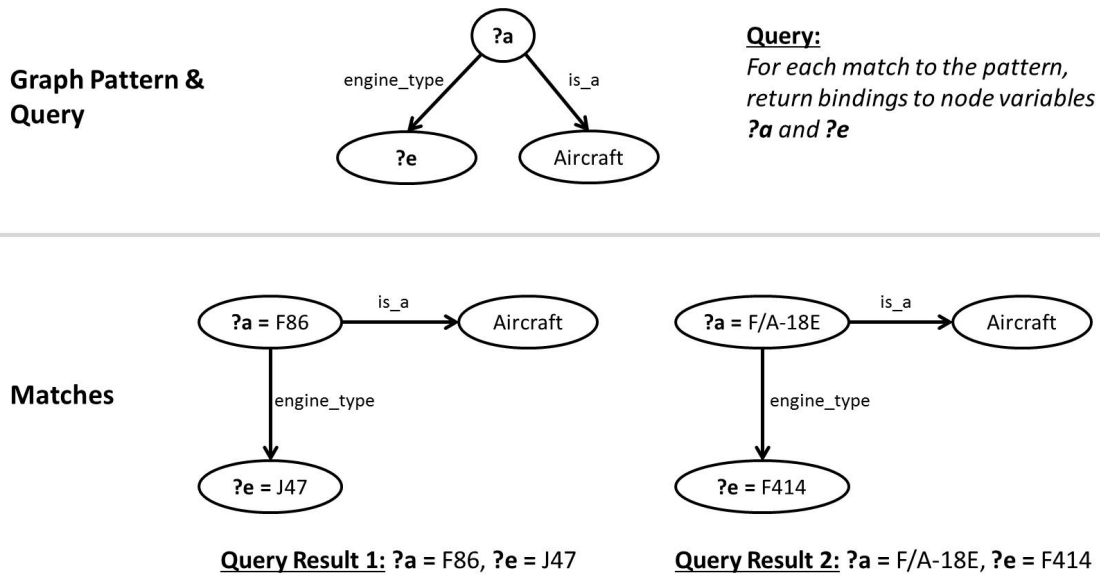 ?a
Query:
Graph Pattern &
Query
engine_type
is_a
For each match to the pattern,
return bindings to node variables
?a and ?e
?e
Aircraft
?a = F86
is_a
Aircraft
?a = F/A-18E
is_a
Aircraft
Matches
engine_type
engine_type
?e = J47
?e = F414
Query Result 1: ?a = F86, ?e = J47
Query Result 2: ?a = F/A-18E, ?e = F414